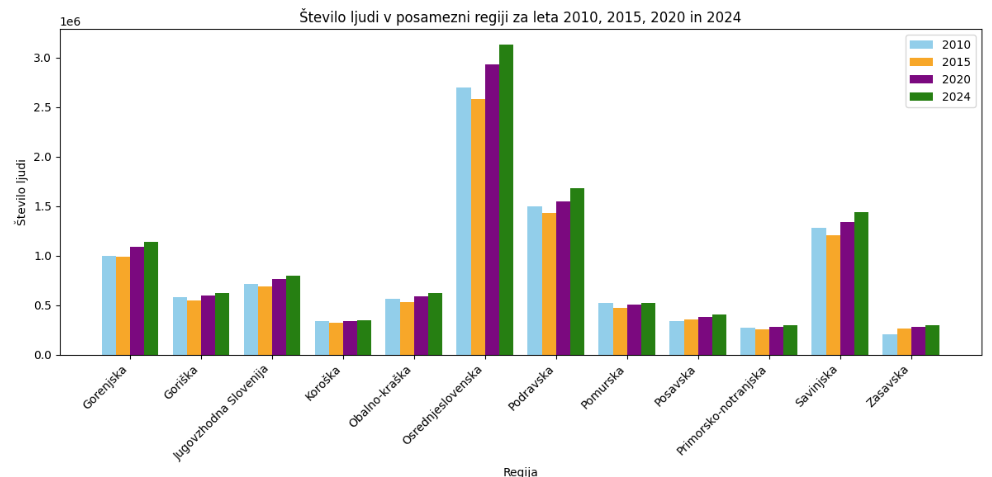 Število ljudi v posamezni regiji za leta 2010, 2015, 2020 in 2024
1e6
3.0
2.5
2.0
1.5
1.0
0.5
0.0
Število ljudi
2010
2015
2020
2024
Gorenjska
Goriška
Jugovzhodna Slovenija
Koroška
Obalno-kraška
Osrednjeslovenska
Podravska
Pomurska
Posavska
Primorsko-notranjska
Savinjska
Zasavska
Regija